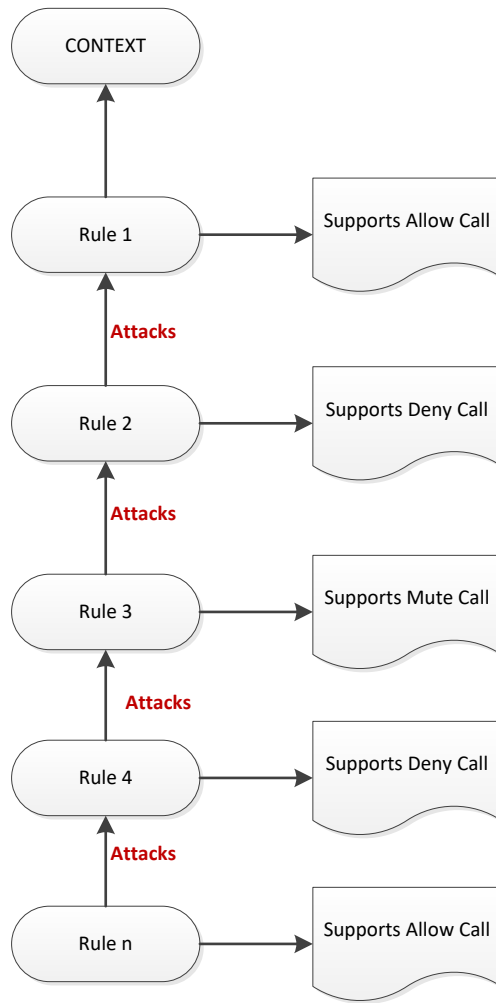 CONTEXT
Rule 1
Supports Allow Call
Attacks
Rule 2
Supports Deny Call
Attacks
Rule 3
Supports Mute Call
Attacks
Rule 4
Supports Deny Call
Attacks
Rule n
Supports Allow Call